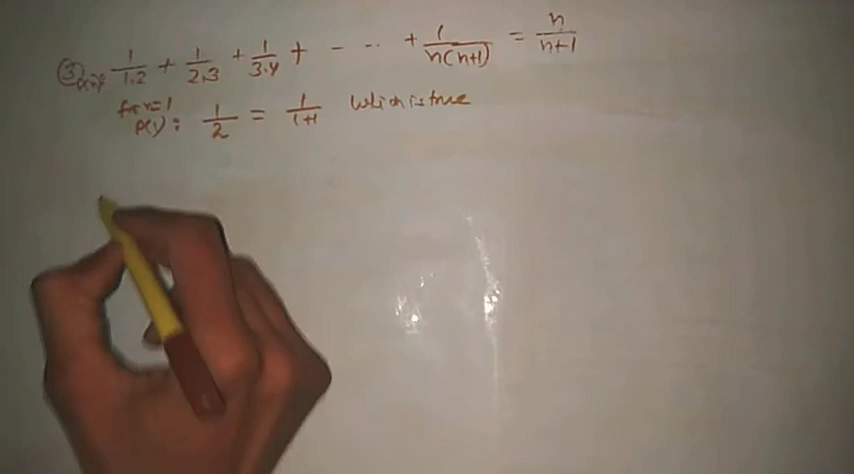 ③ P(n): 1/1.2 + 1/2.3 + 1/3.4 + - -- + 1/n(n+1) = n/n+1
for n=1
P(1): 1/2 = 1/1+1 which is true